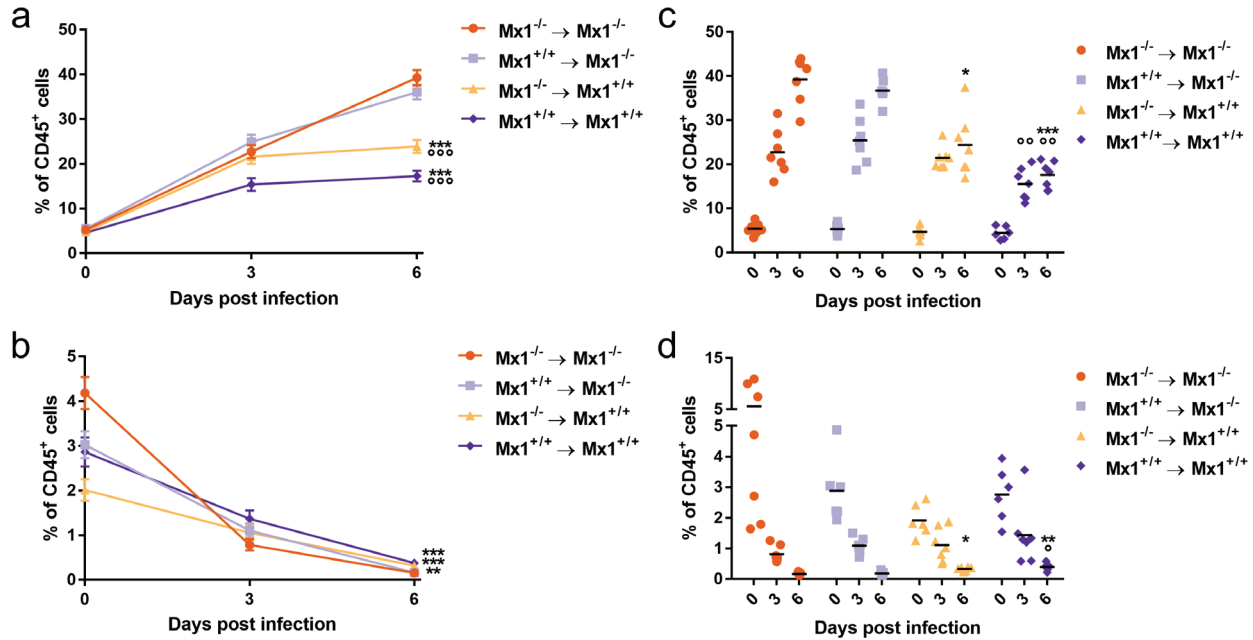 a
% of CD45⁺ cells
50
40
30
20
10
0
0 3 6
Days post infection
Mx1⁻/⁻ → Mx1⁻/⁻
Mx1⁺/⁺ → Mx1⁻/⁻
Mx1⁻/⁻ → Mx1⁺/⁺
Mx1⁺/⁺ → Mx1⁺/⁺
***
°°°
***
°°°
c
% of CD45⁺ cells
50
40
30
20
10
0
*
°°
***
°°
0 3 6 0 3 6 0 3 6 0 3 6
Days post infection
Mx1⁻/⁻ → Mx1⁻/⁻
Mx1⁺/⁺ → Mx1⁻/⁻
Mx1⁻/⁻ → Mx1⁺/⁺
Mx1⁺/⁺ → Mx1⁺/⁺
b
% of CD45⁺ cells
5
4
3
2
1
0
0 3 6
Days post infection
Mx1⁻/⁻ → Mx1⁻/⁻
Mx1⁺/⁺ → Mx1⁻/⁻
Mx1⁻/⁻ → Mx1⁺/⁺
Mx1⁺/⁺ → Mx1⁺/⁺
***
***
**
d
% of CD45⁺ cells
15
5
5
4
3
2
1
0
*
**
°
0 3 6 0 3 6 0 3 6 0 3 6
Days post infection
Mx1⁻/⁻ → Mx1⁻/⁻
Mx1⁺/⁺ → Mx1⁻/⁻
Mx1⁻/⁻ → Mx1⁺/⁺
Mx1⁺/⁺ → Mx1⁺/⁺